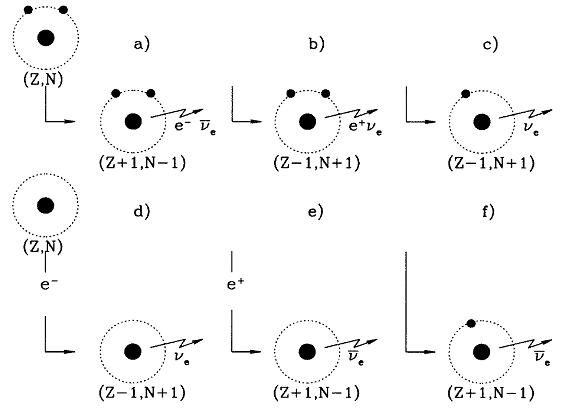 a)
b)
c)
(Z,N)
e⁻ ν̄ₑ
e⁺νₑ
νₑ
(Z+1,N−1)
(Z−1,N+1)
(Z−1,N+1)
d)
e)
f)
(Z,N)
e⁻
e⁺
νₑ
ν̄ₑ
ν̄ₑ
(Z−1,N+1)
(Z+1,N−1)
(Z+1,N−1)